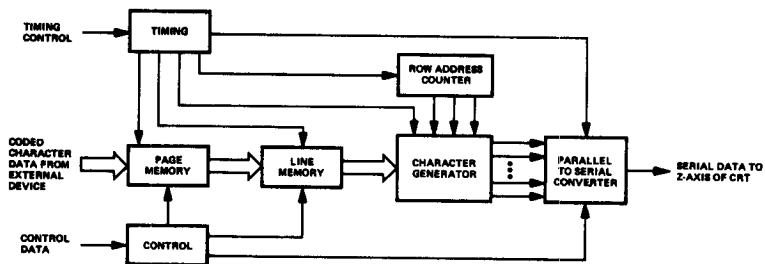 TIMING
CONTROL
TIMING
ROW ADDRESS
COUNTER
CODED
CHARACTER
DATA FROM
EXTERNAL
DEVICE
PAGE
MEMORY
LINE
MEMORY
CHARACTER
GENERATOR
PARALLEL
TO SERIAL
CONVERTER
SERIAL DATA TO
Z-AXIS OF CRT
CONTROL
DATA
CONTROL